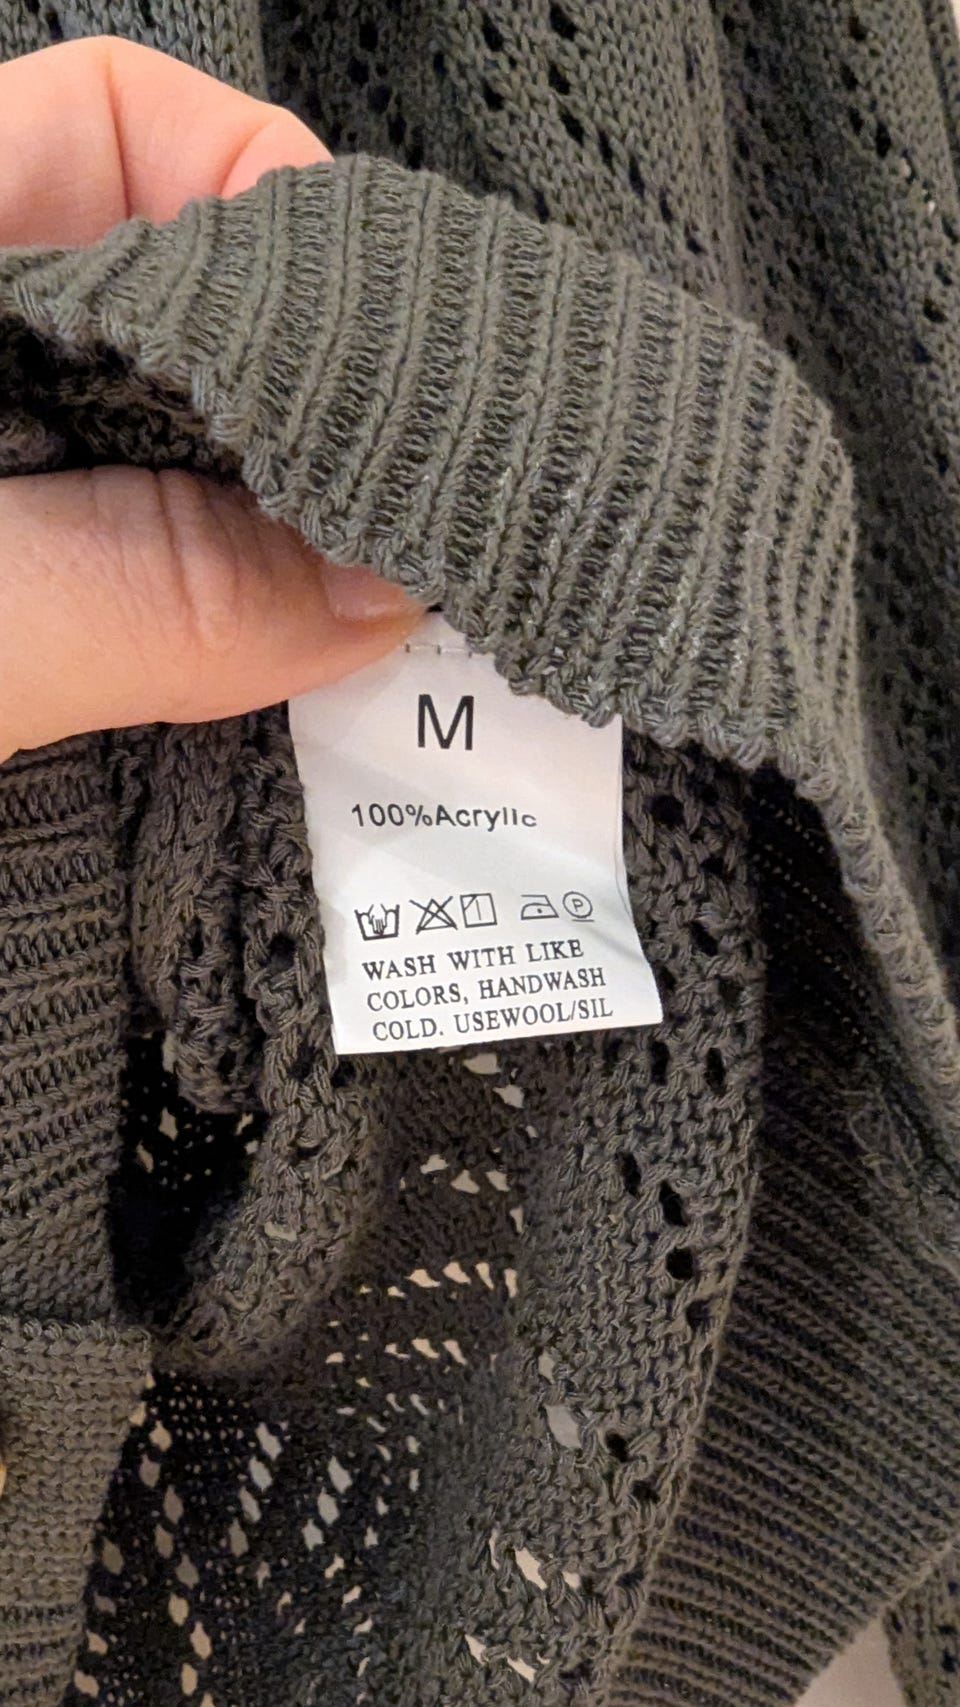 M
100%Acrylic
P
WASH WITH LIKE
COLORS, HANDWASH
COLD. USEWOOL/SIL